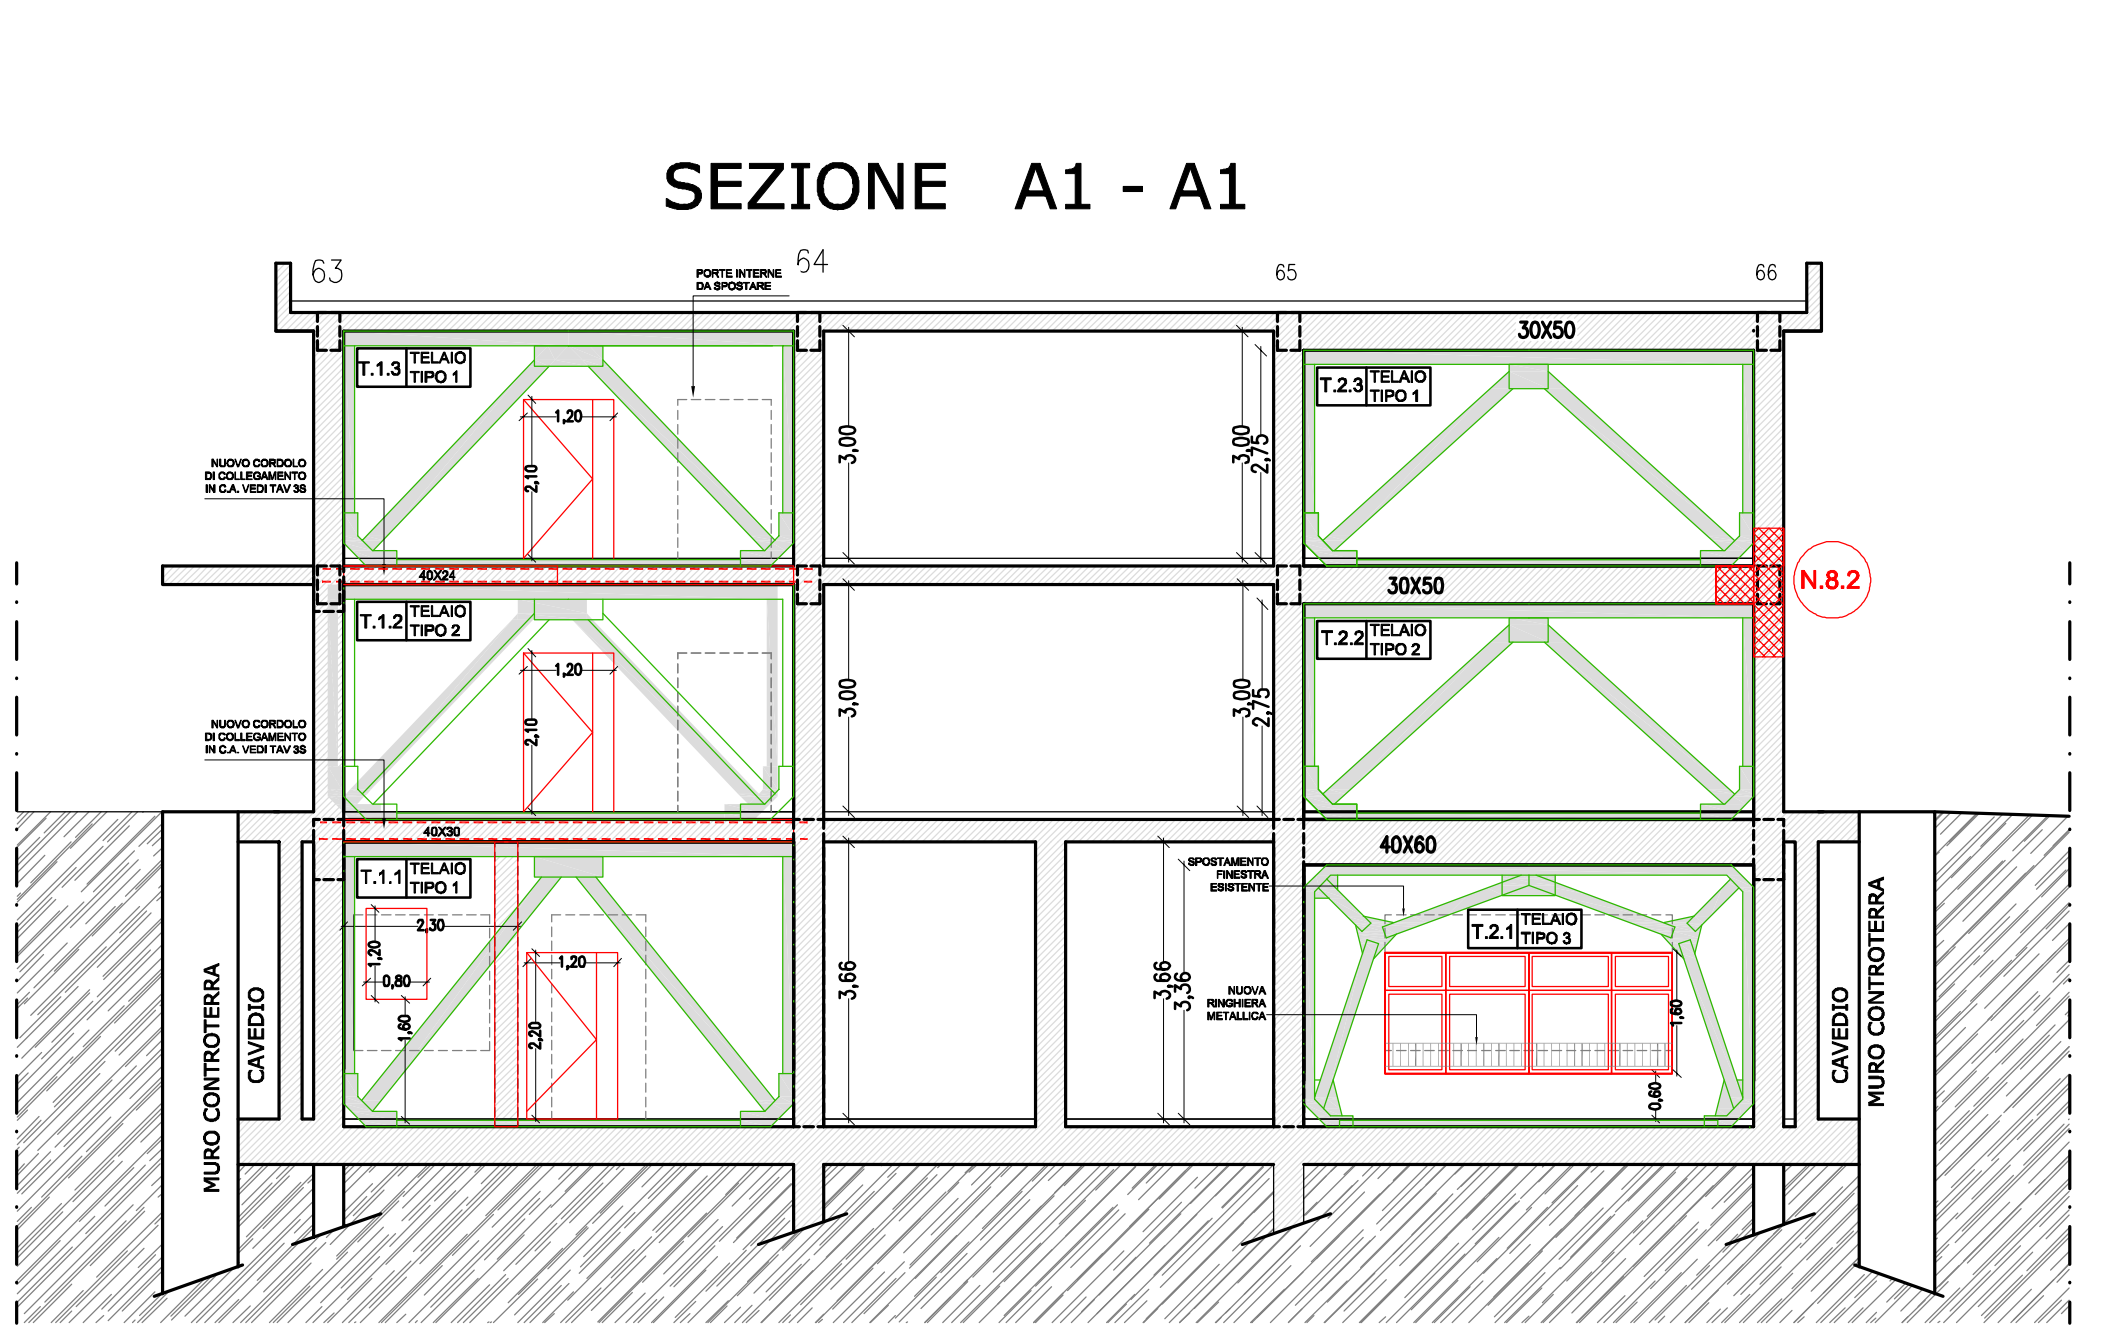 SEZIONE A1 - A1
63
64
65
66
PORTE INTERNE
DA SPOSTARE
30X50
T.1.3
TELAIO
TIPO 1
T.2.3
TELAIO
TIPO 1
1,20
2,10
3,00
3,00
2,75
NUOVO CORDOLO
DI COLLEGAMENTO
IN C.A. VEDI TAV 3S
40X24
30X50
N.8.2
T.1.2
TELAIO
TIPO 2
T.2.2
TELAIO
TIPO 2
1,20
2,10
3,00
3,00
2,75
NUOVO CORDOLO
DI COLLEGAMENTO
IN C.A. VEDI TAV 3S
40X30
40X60
T.1.1
TELAIO
TIPO 1
SPOSTAMENTO
FINESTRA
ESISTENTE
T.2.1
TELAIO
TIPO 3
2,30
1,20
0,80
1,60
1,20
2,20
3,66
3,66
3,36
NUOVA
RINGHIERA
METALLICA
1,60
0,60
MURO CONTROTERRA
CAVEDIO
CAVEDIO
MURO CONTROTERRA